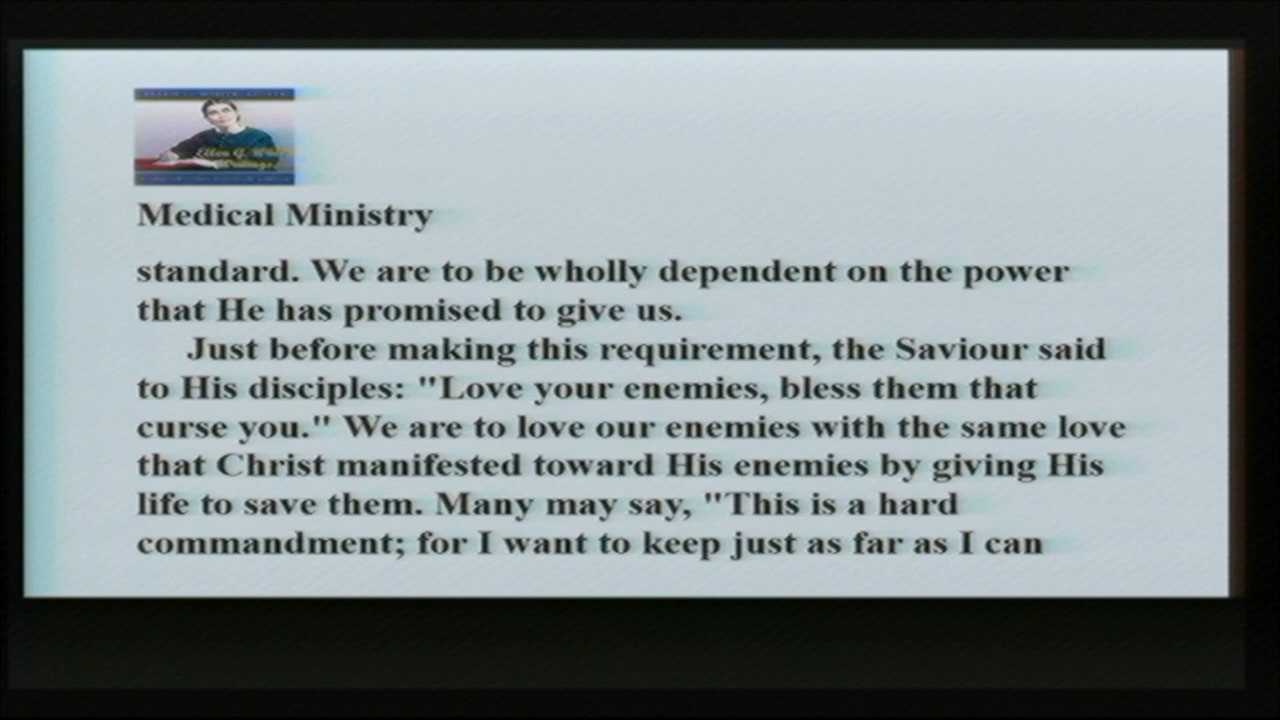 Ellen G. White
Writings
Medical Ministry
standard. We are to be wholly dependent on the power
that He has promised to give us.
Just before making this requirement, the Saviour said
to His disciples: "Love your enemies, bless them that
curse you." We are to love our enemies with the same love
that Christ manifested toward His enemies by giving His
life to save them. Many may say, "This is a hard
commandment; for I want to keep just as far as I can